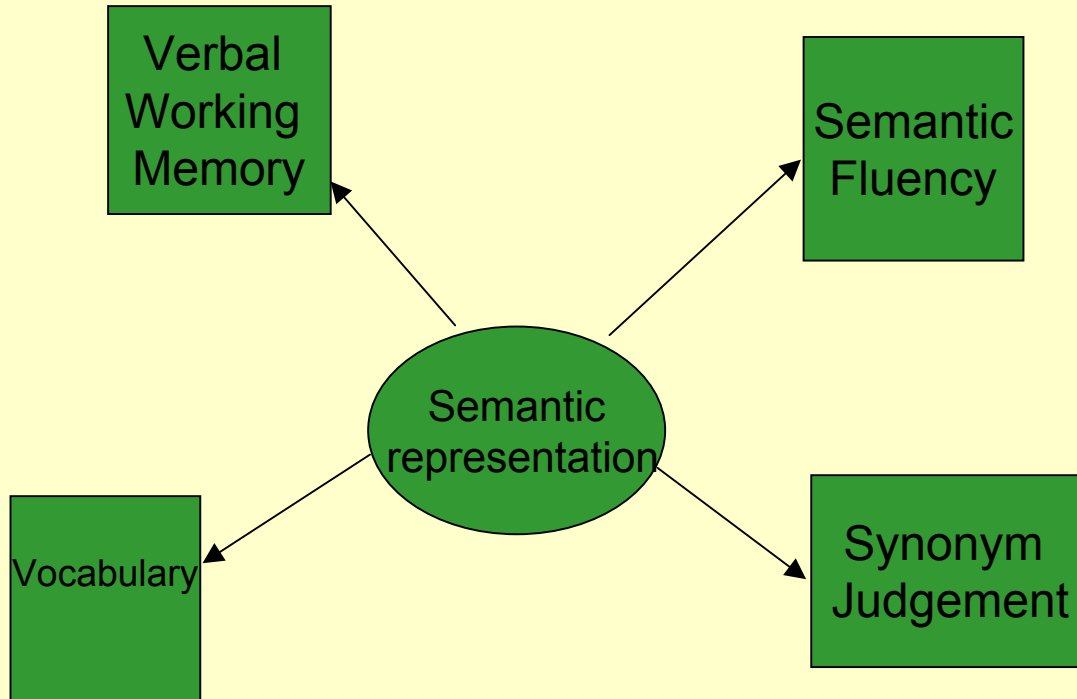 Verbal
Working
Memory
Semantic
Fluency
Semantic
representation
Vocabulary
Synonym
Judgement